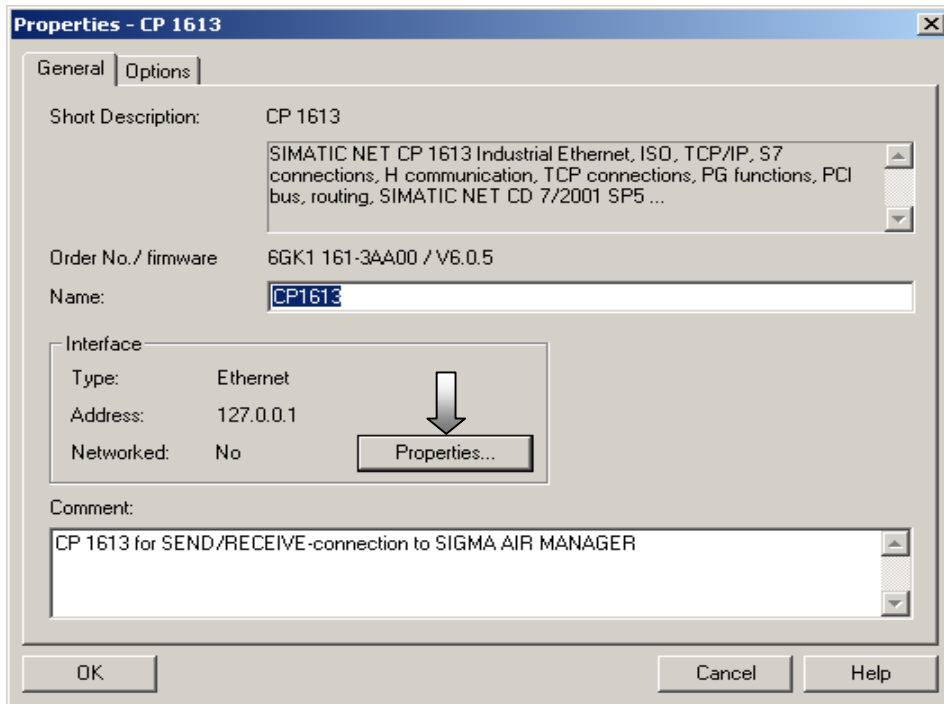 Properties - CP 1613
General
Options
Short Description:
CP 1613
SIMATIC NET CP 1613 Industrial Ethernet, ISO, TCP/IP, S7
connections, H communication, TCP connections, PG functions, PCI
bus, routing, SIMATIC NET CD 7/2001 SP5 ...
Order No./ firmware
6GK1 161-3AA00 / V6.0.5
Name:
CP1613
Interface
Type:
Ethernet
Address:
127.0.0.1
Networked:
No
Properties...
Comment:
CP 1613 for SEND/RECEIVE-connection to SIGMA AIR MANAGER
OK
Cancel
Help